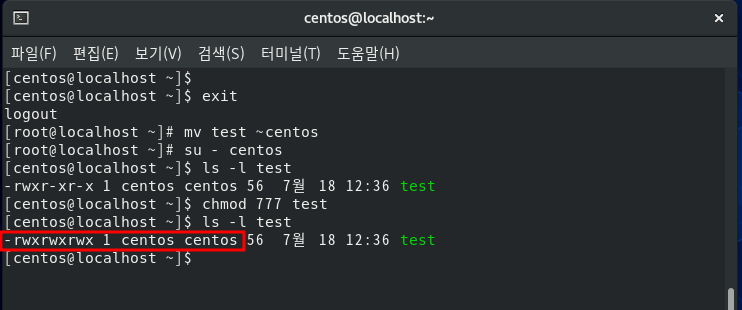 centos@localhost:~
파일(F) 편집(E) 보기(V) 검색(S) 터미널(T) 도움말(H)
[centos@localhost ~]$
[centos@localhost ~]$ exit
logout
[root@localhost ~]# mv test ~centos
[root@localhost ~]# su - centos
[centos@localhost ~]$ ls -l test
-rwxr-xr-x 1 centos centos 56  7월 18 12:36 test
[centos@localhost ~]$ chmod 777 test
[centos@localhost ~]$ ls -l test
-rwxrwxrwx 1 centos centos 56  7월 18 12:36 test
[centos@localhost ~]$